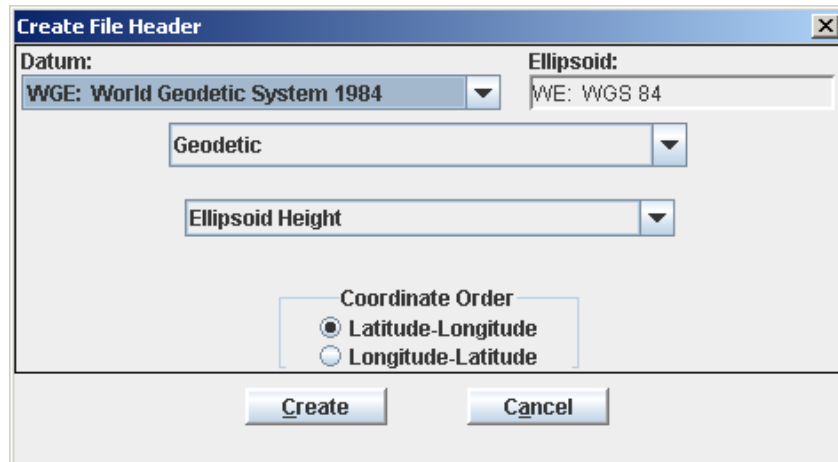 Create File Header
Datum: Ellipsoid:
WGE: World Geodetic System 1984 WE: WGS 84
Geodetic
Ellipsoid Height
Coordinate Order
Latitude-Longitude
Longitude-Latitude
Create Cancel